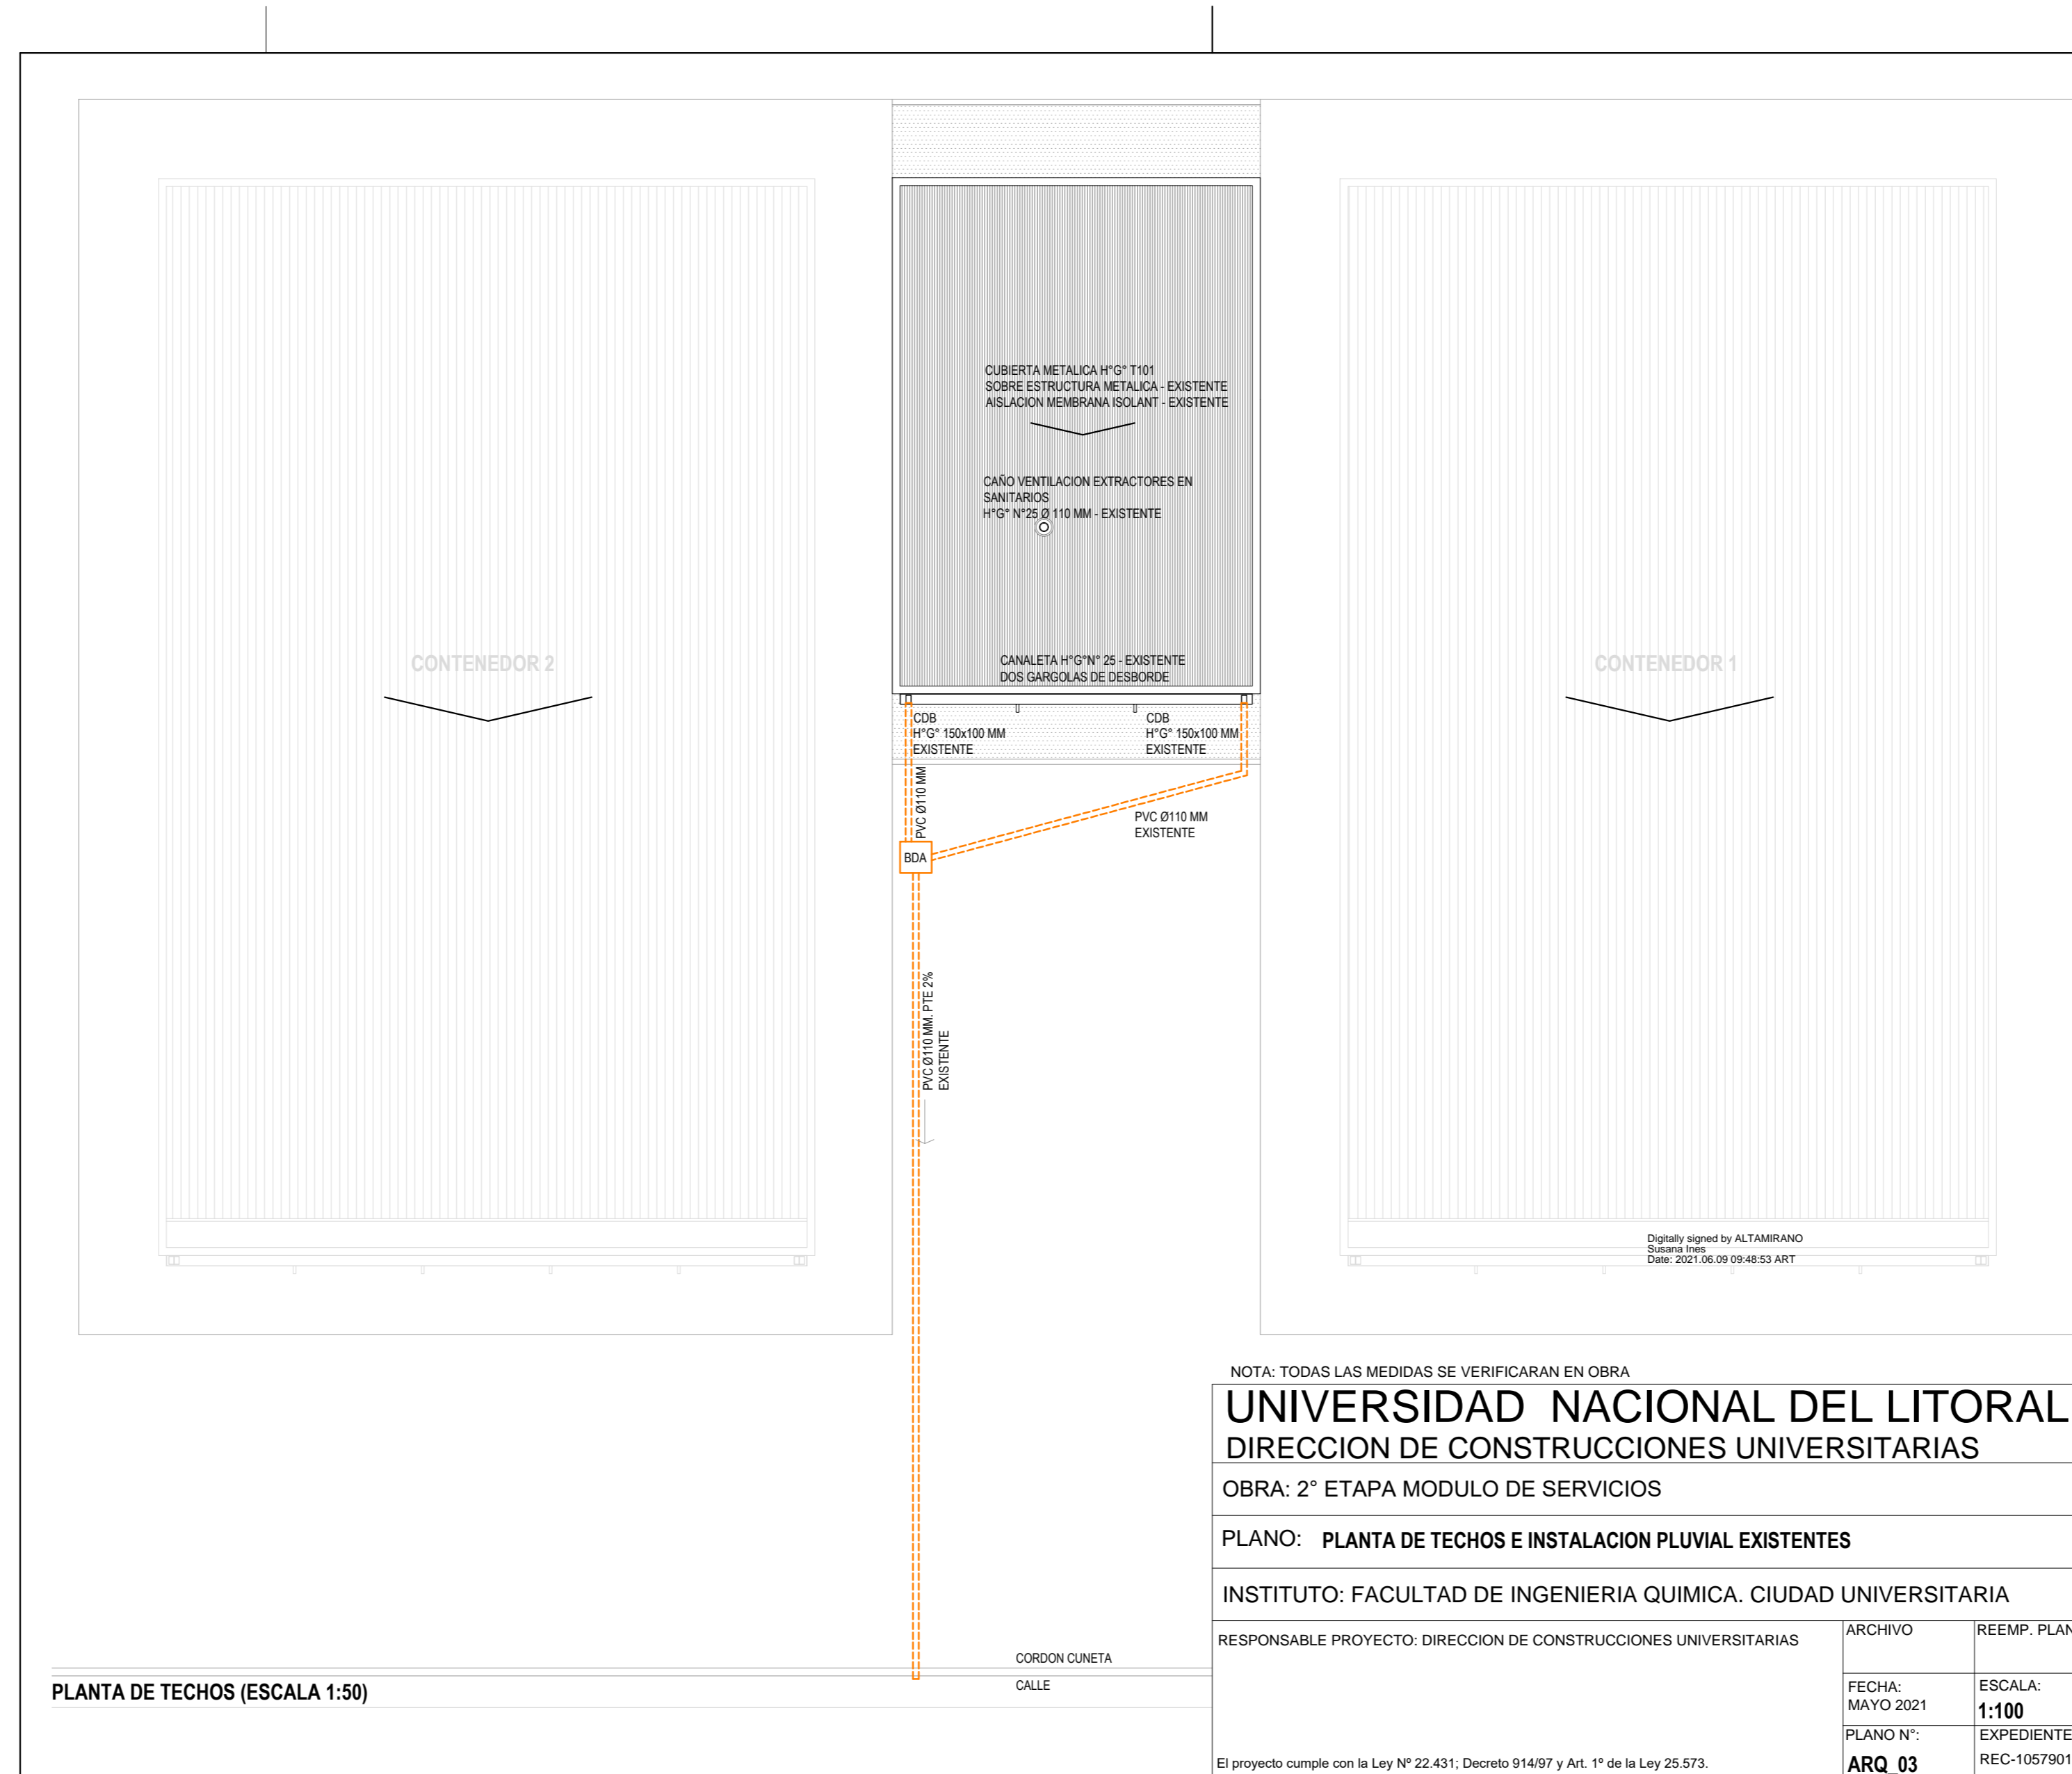 CUBIERTA METALICA H°G° T101
SOBRE ESTRUCTURA METALICA - EXISTENTE
AISLACION MEMBRANA ISOLANT - EXISTENTE
CAÑO VENTILACION EXTRACTORES EN
SANITARIOS
H°G° N°25 Ø 110 MM - EXISTENTE
CONTENEDOR 2
CONTENEDOR 1
CANALETA H°G°N° 25 - EXISTENTE
DOS GARGOLAS DE DESBORDE
CDB
H°G° 150x100 MM
EXISTENTE
CDB
H°G° 150x100 MM
EXISTENTE
PVC Ø110 MM
PVC Ø110 MM
EXISTENTE
BDA
PVC Ø110 MM. PTE 2%
EXISTENTE
Digitally signed by ALTAMIRANO
Susana Ines
Date: 2021.06.09 09:48:53 ART
NOTA: TODAS LAS MEDIDAS SE VERIFICARAN EN OBRA
UNIVERSIDAD NACIONAL DEL LITORAL
DIRECCION DE CONSTRUCCIONES UNIVERSITARIAS
OBRA: 2° ETAPA MODULO DE SERVICIOS
PLANO: PLANTA DE TECHOS E INSTALACION PLUVIAL EXISTENTES
INSTITUTO: FACULTAD DE INGENIERIA QUIMICA. CIUDAD UNIVERSITARIA
RESPONSABLE PROYECTO: DIRECCION DE CONSTRUCCIONES UNIVERSITARIAS
ARCHIVO
REEMP. PLAN
FECHA:
MAYO 2021
ESCALA:
1:100
PLANO N°:
ARQ_03
EXPEDIENTE
REC-1057901
El proyecto cumple con la Ley Nº 22.431; Decreto 914/97 y Art. 1º de la Ley 25.573.
CORDON CUNETA
CALLE
PLANTA DE TECHOS (ESCALA 1:50)